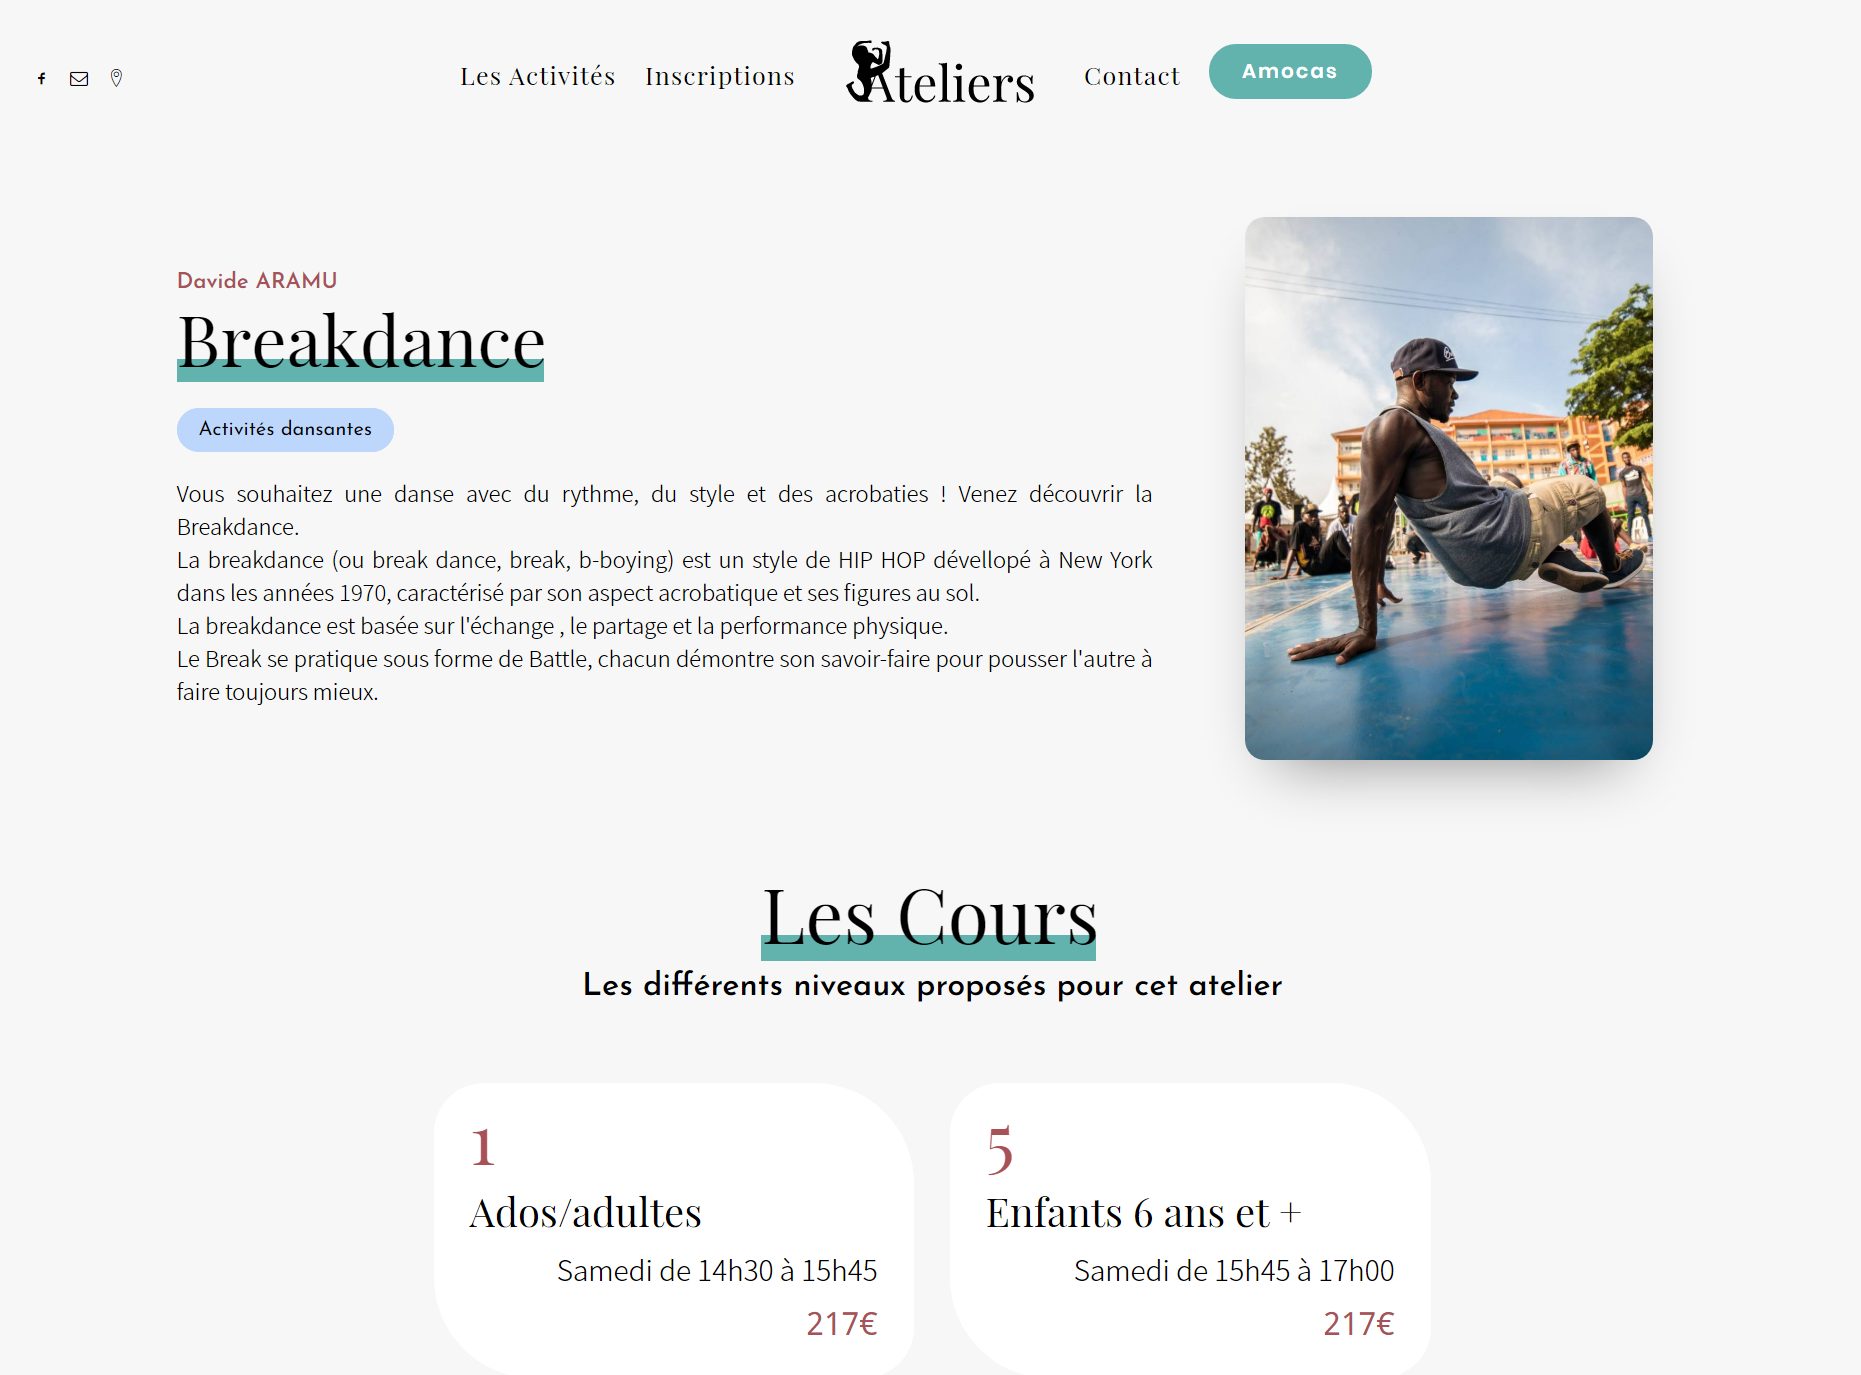 Les Activités
Inscriptions
Ateliers
Contact
Amocas
Davide ARAMU
Breakdance
Activités dansantes
Vous souhaitez une danse avec du rythme, du style et des acrobaties ! Venez découvrir la
Breakdance.
La breakdance (ou break dance, break, b-boying) est un style de HIP HOP dévellopé à New York
dans les années 1970, caractérisé par son aspect acrobatique et ses figures au sol.
La breakdance est basée sur l'échange , le partage et la performance physique.
Le Break se pratique sous forme de Battle, chacun démontre son savoir-faire pour pousser l'autre à
faire toujours mieux.
Les Cours
Les différents niveaux proposés pour cet atelier
1
Ados/adultes
Samedi de 14h30 à 15h45
217€
5
Enfants 6 ans et +
Samedi de 15h45 à 17h00
217€